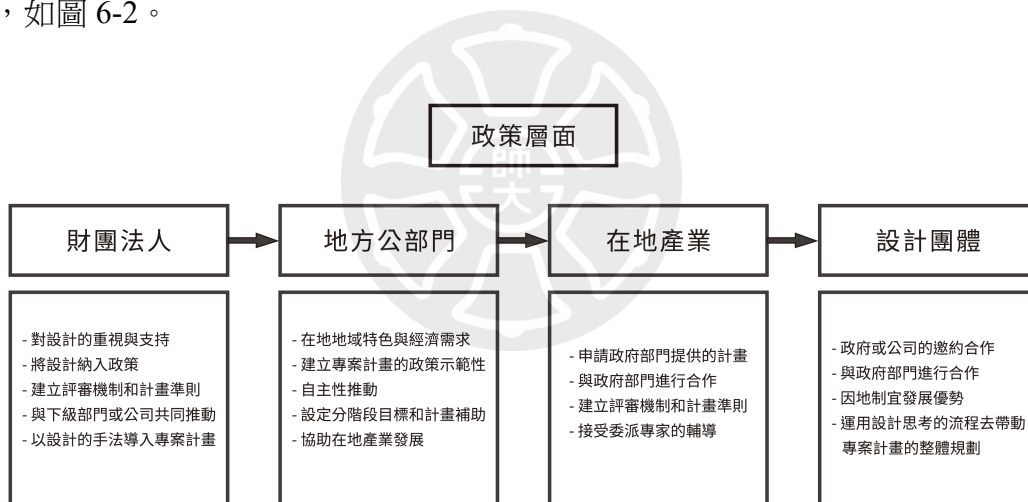 ，如圖 6-2。
政策層面
師大
財團法人
地方公部門
在地產業
設計團體
- 對設計的重視與支持
- 將設計納入政策
- 建立評審機制和計畫準則
- 與下級部門或公司共同推動
- 以設計的手法導入專案計畫
- 在地地域特色與經濟需求
- 建立專案計畫的政策示範性
- 自主性推動
- 設定分階段目標和計畫補助
- 協助在地產業發展
- 申請政府部門提供的計畫
- 與政府部門進行合作
- 建立評審機制和計畫準則
- 接受委派專家的輔導
- 政府或公司的邀約合作
- 與政府部門進行合作
- 因地制宜發展優勢
- 運用設計思考的流程去帶動
專案計畫的整體規劃